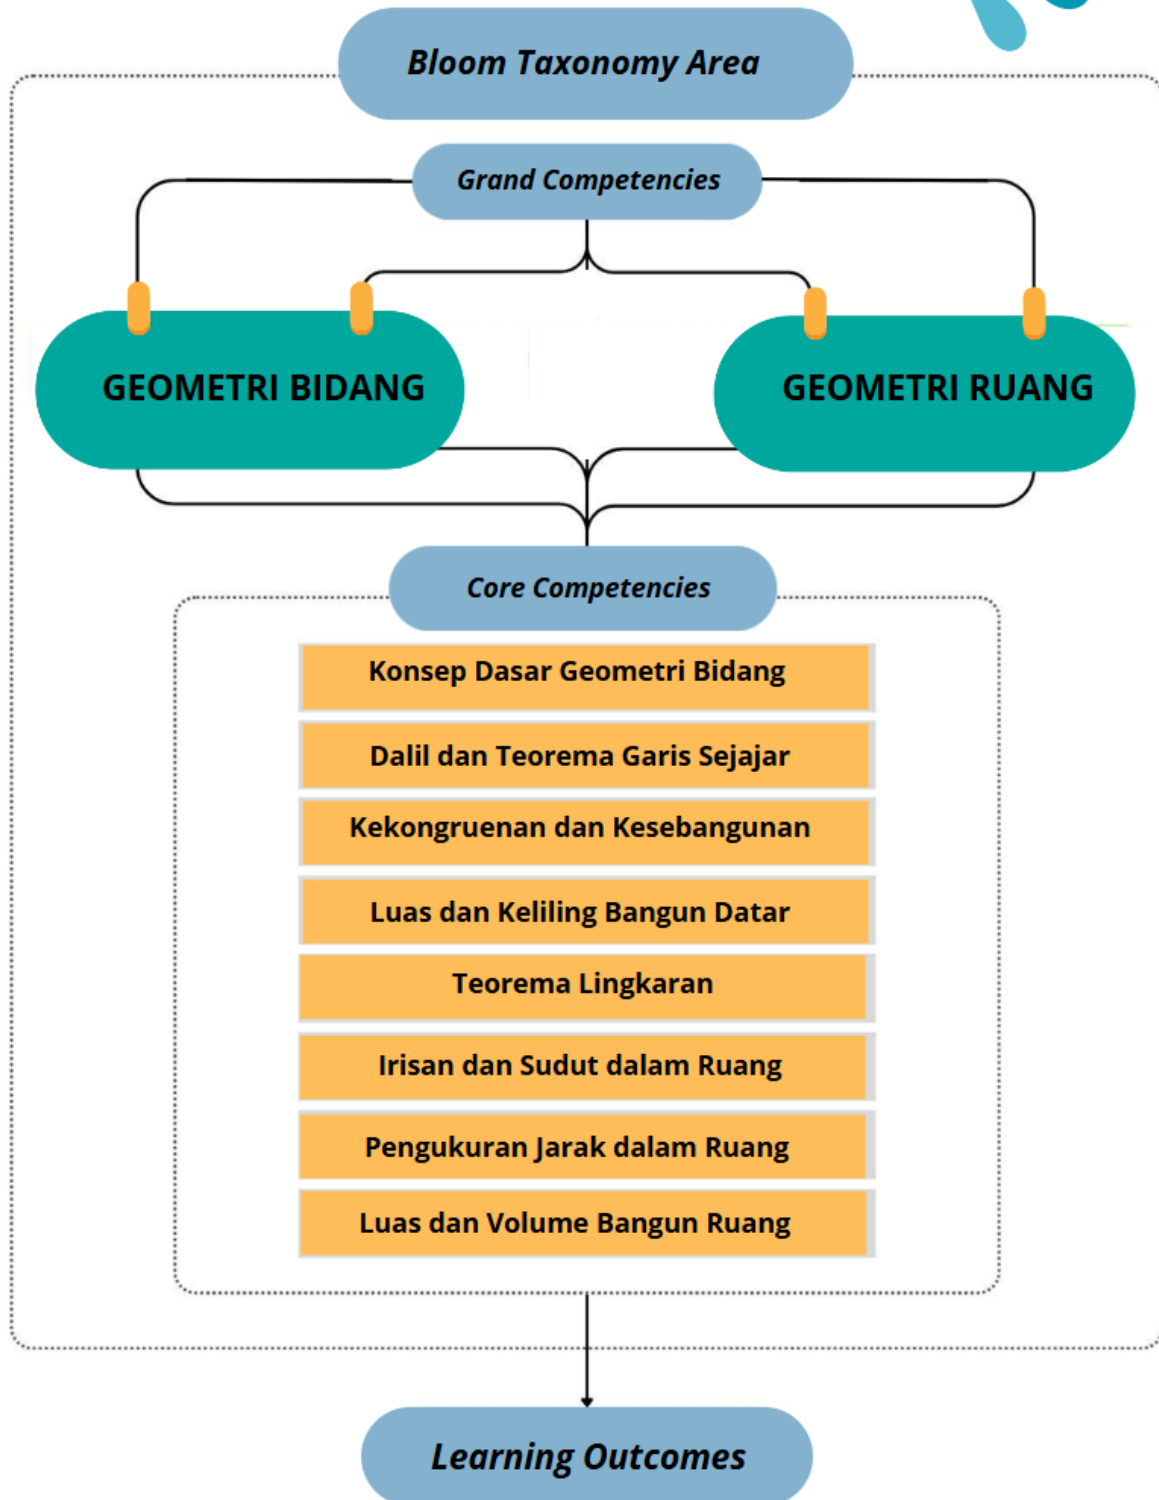 Bloom Taxonomy Area
Grand Competencies
GEOMETRI BIDANG
GEOMETRI RUANG
Core Competencies
Konsep Dasar Geometri Bidang
Dalil dan Teorema Garis Sejajar
Kekongruenan dan Kesebangunan
Luas dan Keliling Bangun Datar
Teorema Lingkaran
Irisan dan Sudut dalam Ruang
Pengukuran Jarak dalam Ruang
Luas dan Volume Bangun Ruang
Learning Outcomes